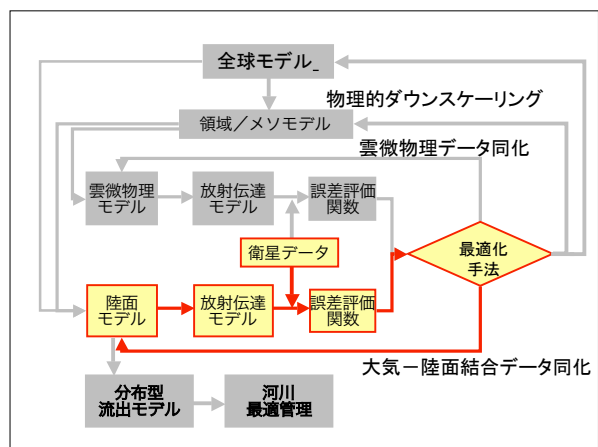 全球モデル_
物理的ダウンスケーリング
領域／メソモデル
雲微物理データ同化
雲微物理
モデル
放射伝達
モデル
誤差評価
関数
衛星データ
最適化
手法
陸面
モデル
放射伝達
モデル
誤差評価
関数
大気－陸面結合データ同化
分布型
流出モデル
河川
最適管理